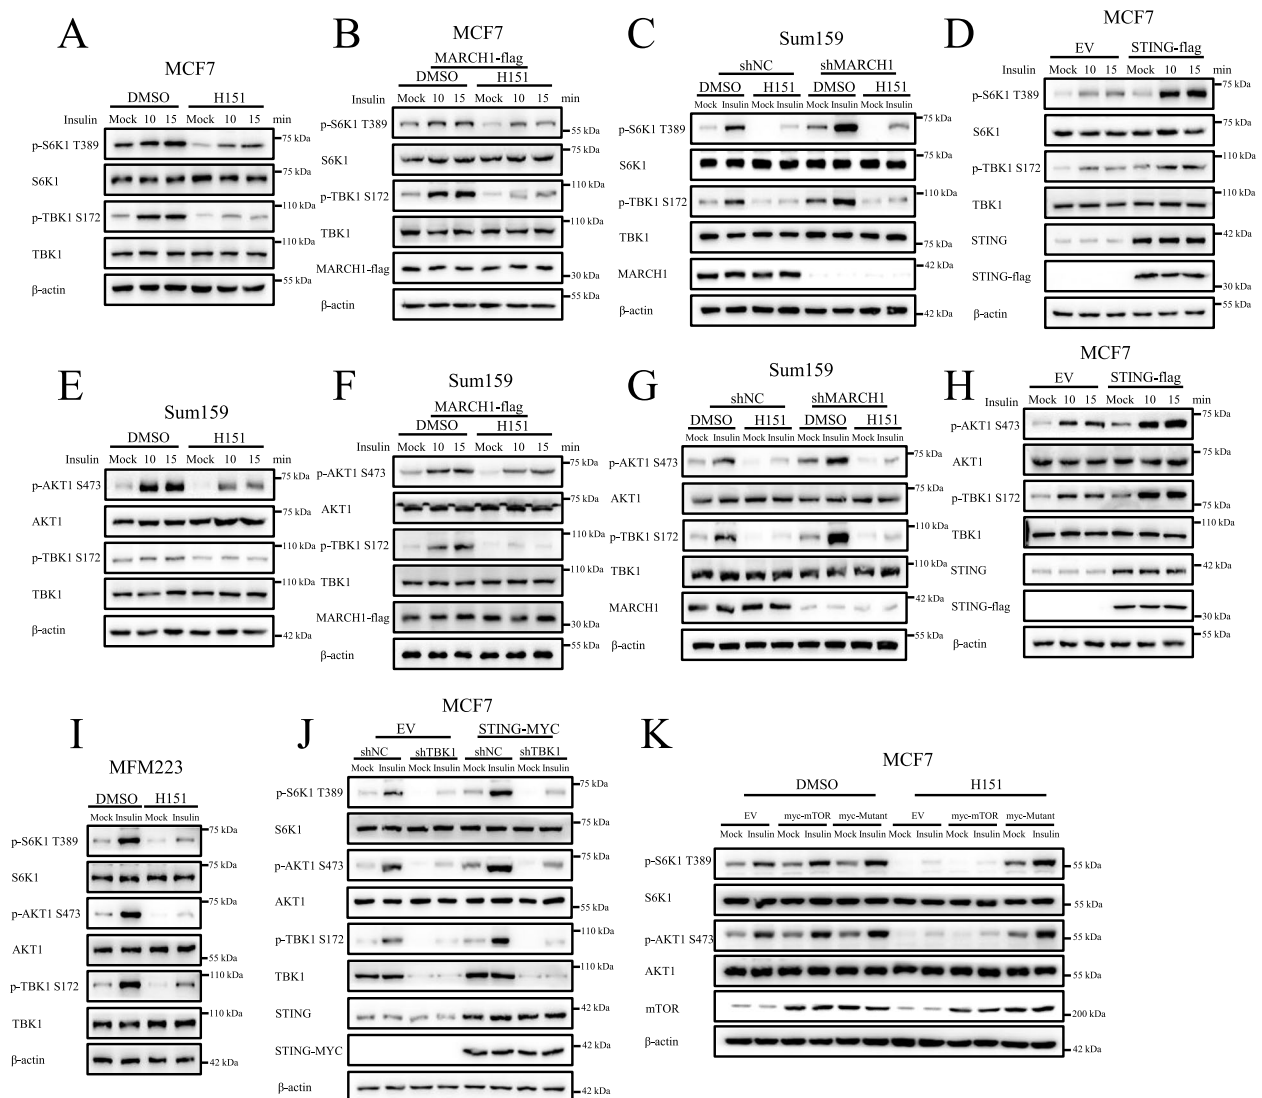 A
MCF7
DMSO H151
Insulin Mock 10 15 Mock 10 15 min
p-S6K1 T389 75 kDa
S6K1 75 kDa
p-TBK1 S172 110 kDa
TBK1 110 kDa
β-actin 55 kDa
B
MCF7
MARCH1-flag
DMSO H151
Insulin Mock 10 15 Mock 10 15 min
p-S6K1 T389 55 kDa
S6K1 75 kDa
p-TBK1 S172 110 kDa
TBK1 110 kDa
MARCH1-flag 30 kDa
β-actin 55 kDa
C
Sum159
shNC shMARCH1
DMSO H151 DMSO H151
Mock Insulin Mock Insulin Mock Insulin Mock Insulin
p-S6K1 T389 75 kDa
S6K1 75 kDa
p-TBK1 S172 110 kDa
TBK1 75 kDa
MARCH1 42 kDa
β-actin 42 kDa
D
MCF7
EV STING-flag
Insulin Mock 10 15 Mock 10 15 min
p-S6K1 T389 75 kDa
S6K1 75 kDa
p-TBK1 S172 110 kDa
TBK1 110 kDa
STING 42 kDa
STING-flag 30 kDa
β-actin 55 kDa
E
Sum159
DMSO H151
Insulin Mock 10 15 Mock 10 15 min
p-AKT1 S473 75 kDa
AKT1 75 kDa
p-TBK1 S172 110 kDa
TBK1 110 kDa
β-actin 42 kDa
F
Sum159
MARCH1-flag
DMSO H151
Insulin Mock 10 15 Mock 10 15 min
p-AKT1 S473 75 kDa
AKT1 75 kDa
p-TBK1 S172 110 kDa
TBK1 110 kDa
MARCH1-flag 30 kDa
β-actin 55 kDa
G
Sum159
shNC shMARCH1
DMSO H151 DMSO H151
Mock Insulin Mock Insulin Mock Insulin Mock Insulin
p-AKT1 S473 75 kDa
AKT1 75 kDa
p-TBK1 S172 110 kDa
TBK1 110 kDa
MARCH1 42 kDa
β-actin 55 kDa
H
MCF7
EV STING-flag
Insulin Mock 10 15 Mock 10 15 min
p-AKT1 S473 75 kDa
AKT1 75 kDa
p-TBK1 S172 75 kDa
TBK1 110 kDa
STING 42 kDa
STING-flag 30 kDa
β-actin 55 kDa
I
MFM223
DMSO H151
Mock Insulin Mock Insulin
p-S6K1 T389 75 kDa
S6K1 75 kDa
p-AKT1 S473 75 kDa
AKT1 55 kDa
p-TBK1 S172 110 kDa
TBK1 110 kDa
β-actin 42 kDa
J
MCF7
EV STING-MYC
shNC shTBK1 shNC shTBK1
Mock Insulin Mock Insulin Mock Insulin Mock Insulin
p-S6K1 T389 75 kDa
S6K1 75 kDa
p-AKT1 S473 75 kDa
AKT1 55 kDa
p-TBK1 S172 110 kDa
TBK1 110 kDa
STING 42 kDa
STING-MYC 42 kDa
β-actin 42 kDa
K
MCF7
DMSO H151
EV myc-mTOR myc-Mutant EV myc-mTOR myc-Mutant
Mock Insulin Mock Insulin Mock Insulin Mock Insulin Mock Insulin Mock Insulin
p-S6K1 T389 55 kDa
S6K1 55 kDa
p-AKT1 S473 55 kDa
AKT1 55 kDa
mTOR 200 kDa
β-actin 42 kDa